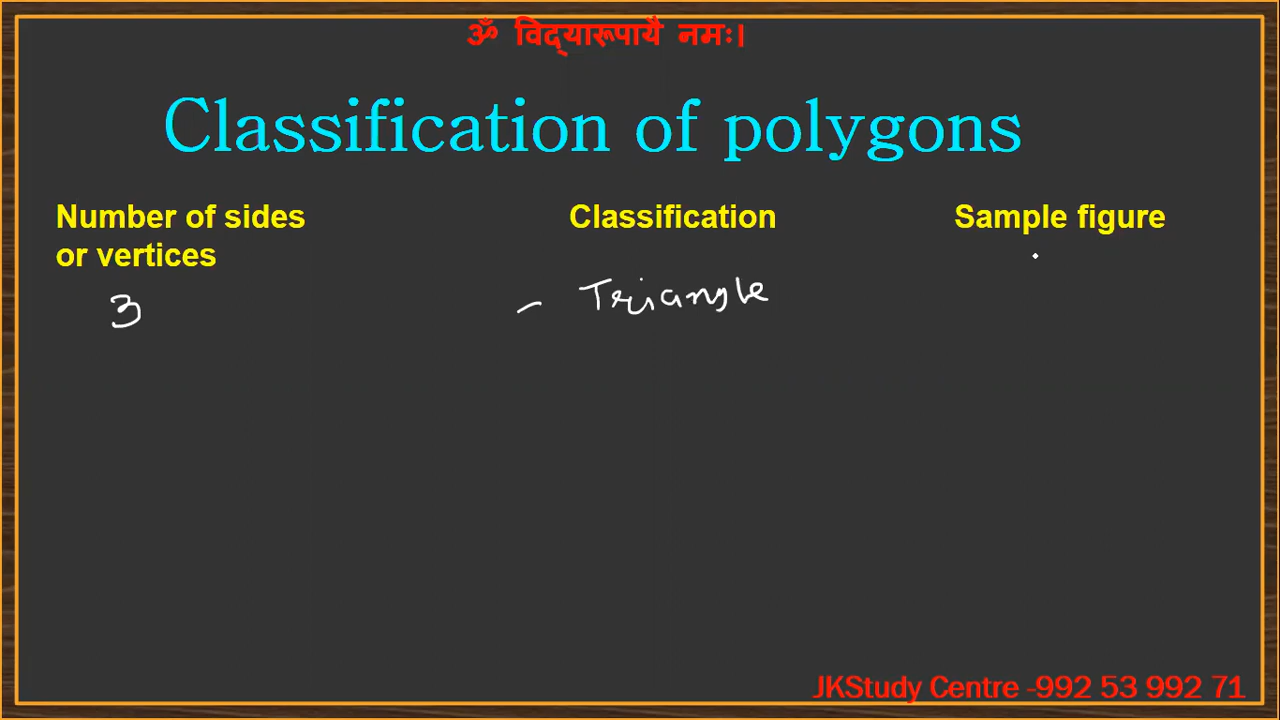 ॐ विद्यारूपायै नमः।
Classification of polygons
Number of sides
or vertices
Classification
Sample figure
3
- Triangle
JKStudy Centre -992 53 992 71